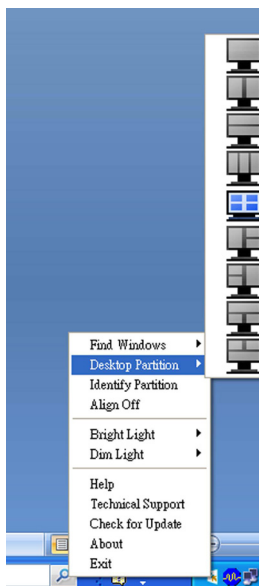 Find Windows
Desktop Partition
Identify Partition
Align Off
Bright Light
Dim Light
Help
Technical Support
Check for Update
About
Exit